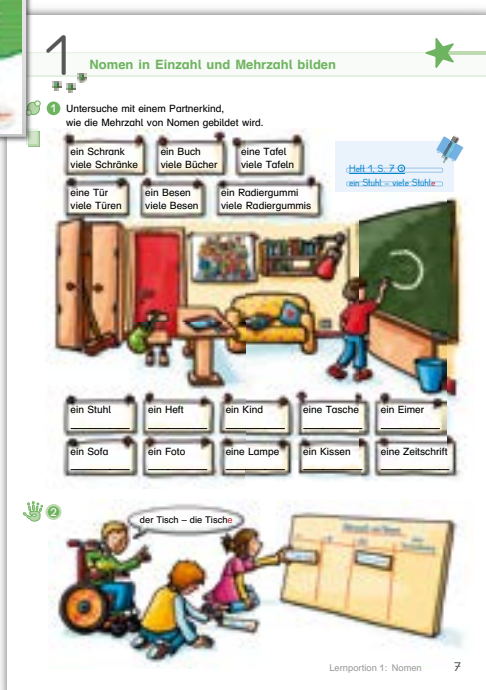 1
Nomen in Einzahl und Mehrzahl bilden
1 Untersuche mit einem Partnerkind,
wie die Mehrzahl von Nomen gebildet wird.
ein Schrank
viele Schränke
ein Buch
viele Bücher
eine Tafel
viele Tafeln
eine Tür
viele Türen
ein Besen
viele Besen
ein Radiergummi
viele Radiergummis
Heft 1, S. 7
ein Stuhl – viele Stühle
ein Stuhl
ein Heft
ein Kind
eine Tasche
ein Eimer
ein Sofa
ein Foto
eine Lampe
ein Kissen
eine Zeitschrift
2
der Tisch – die Tische
Lernportion 1: Nomen
7